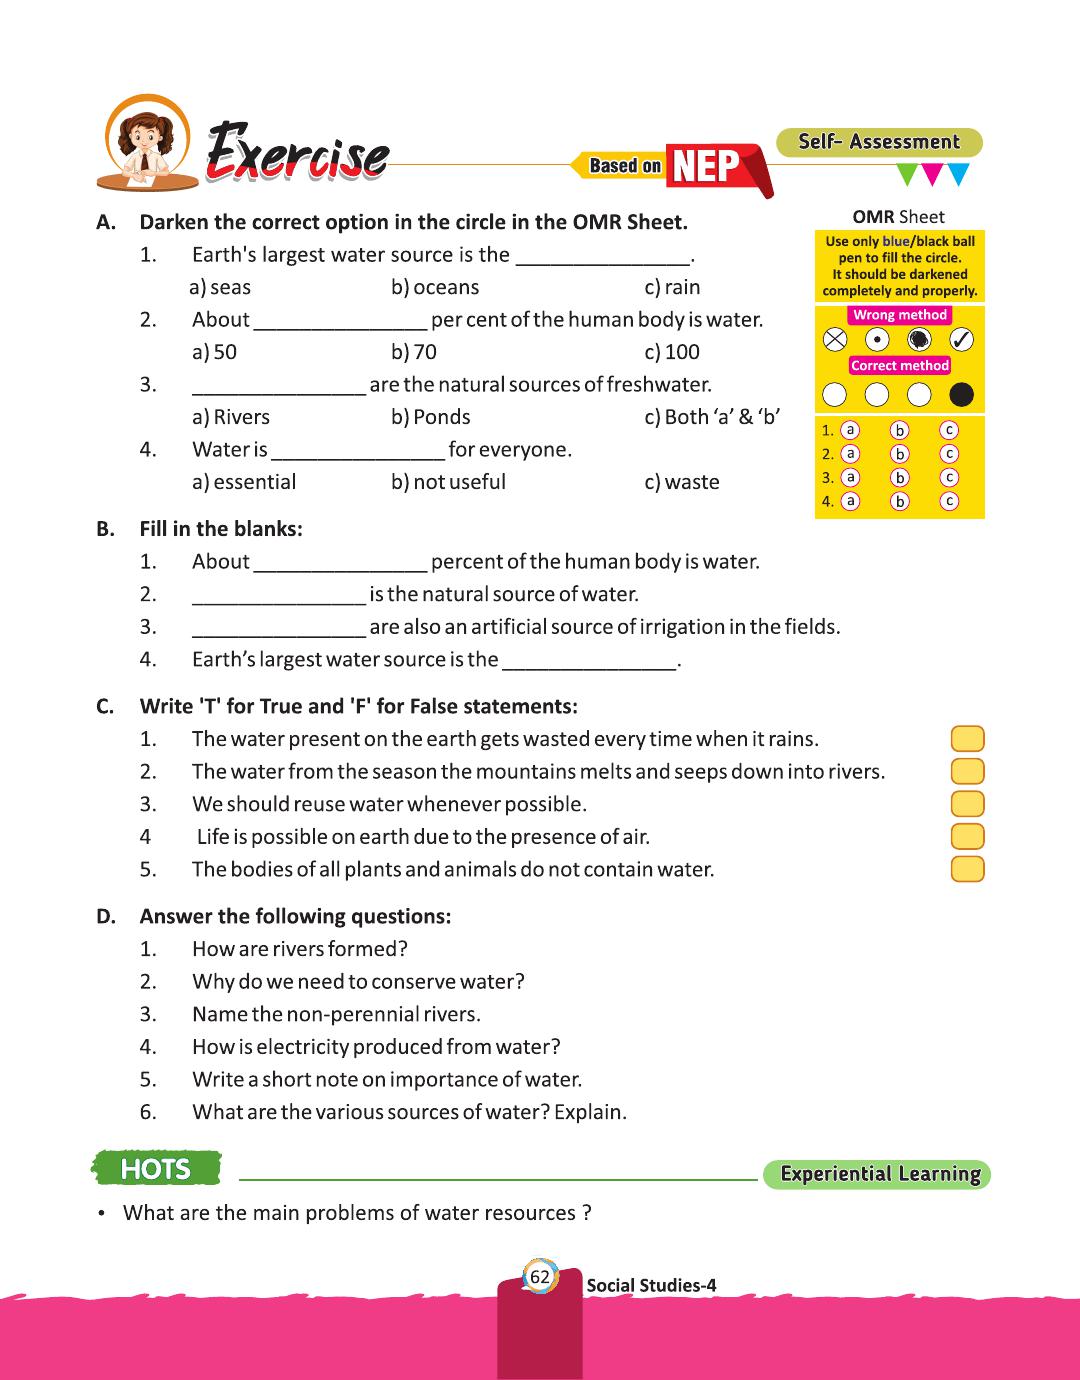 Exercise
Based on NEP
Self- Assessment
A. Darken the correct option in the circle in the OMR Sheet.
1. Earth's largest water source is the _______________.
a) seas b) oceans c) rain
2. About _______________ per cent of the human body is water.
a) 50 b) 70 c) 100
3. _______________ are the natural sources of freshwater.
a) Rivers b) Ponds c) Both ‘a’ & ‘b’
4. Water is _______________ for everyone.
a) essential b) not useful c) waste
OMR Sheet
Use only blue/black ball
pen to fill the circle.
It should be darkened
completely and properly.
Wrong method
Correct method
1. a b c
2. a b c
3. a b c
4. a b c
B. Fill in the blanks:
1. About _______________ percent of the human body is water.
2. _______________ is the natural source of water.
3. _______________ are also an artificial source of irrigation in the fields.
4. Earth’s largest water source is the _______________.
C. Write 'T' for True and 'F' for False statements:
1. The water present on the earth gets wasted every time when it rains.
2. The water from the season the mountains melts and seeps down into rivers.
3. We should reuse water whenever possible.
4 Life is possible on earth due to the presence of air.
5. The bodies of all plants and animals do not contain water.
D. Answer the following questions:
1. How are rivers formed?
2. Why do we need to conserve water?
3. Name the non-perennial rivers.
4. How is electricity produced from water?
5. Write a short note on importance of water.
6. What are the various sources of water? Explain.
HOTS
Experiential Learning
• What are the main problems of water resources ?
62
Social Studies-4